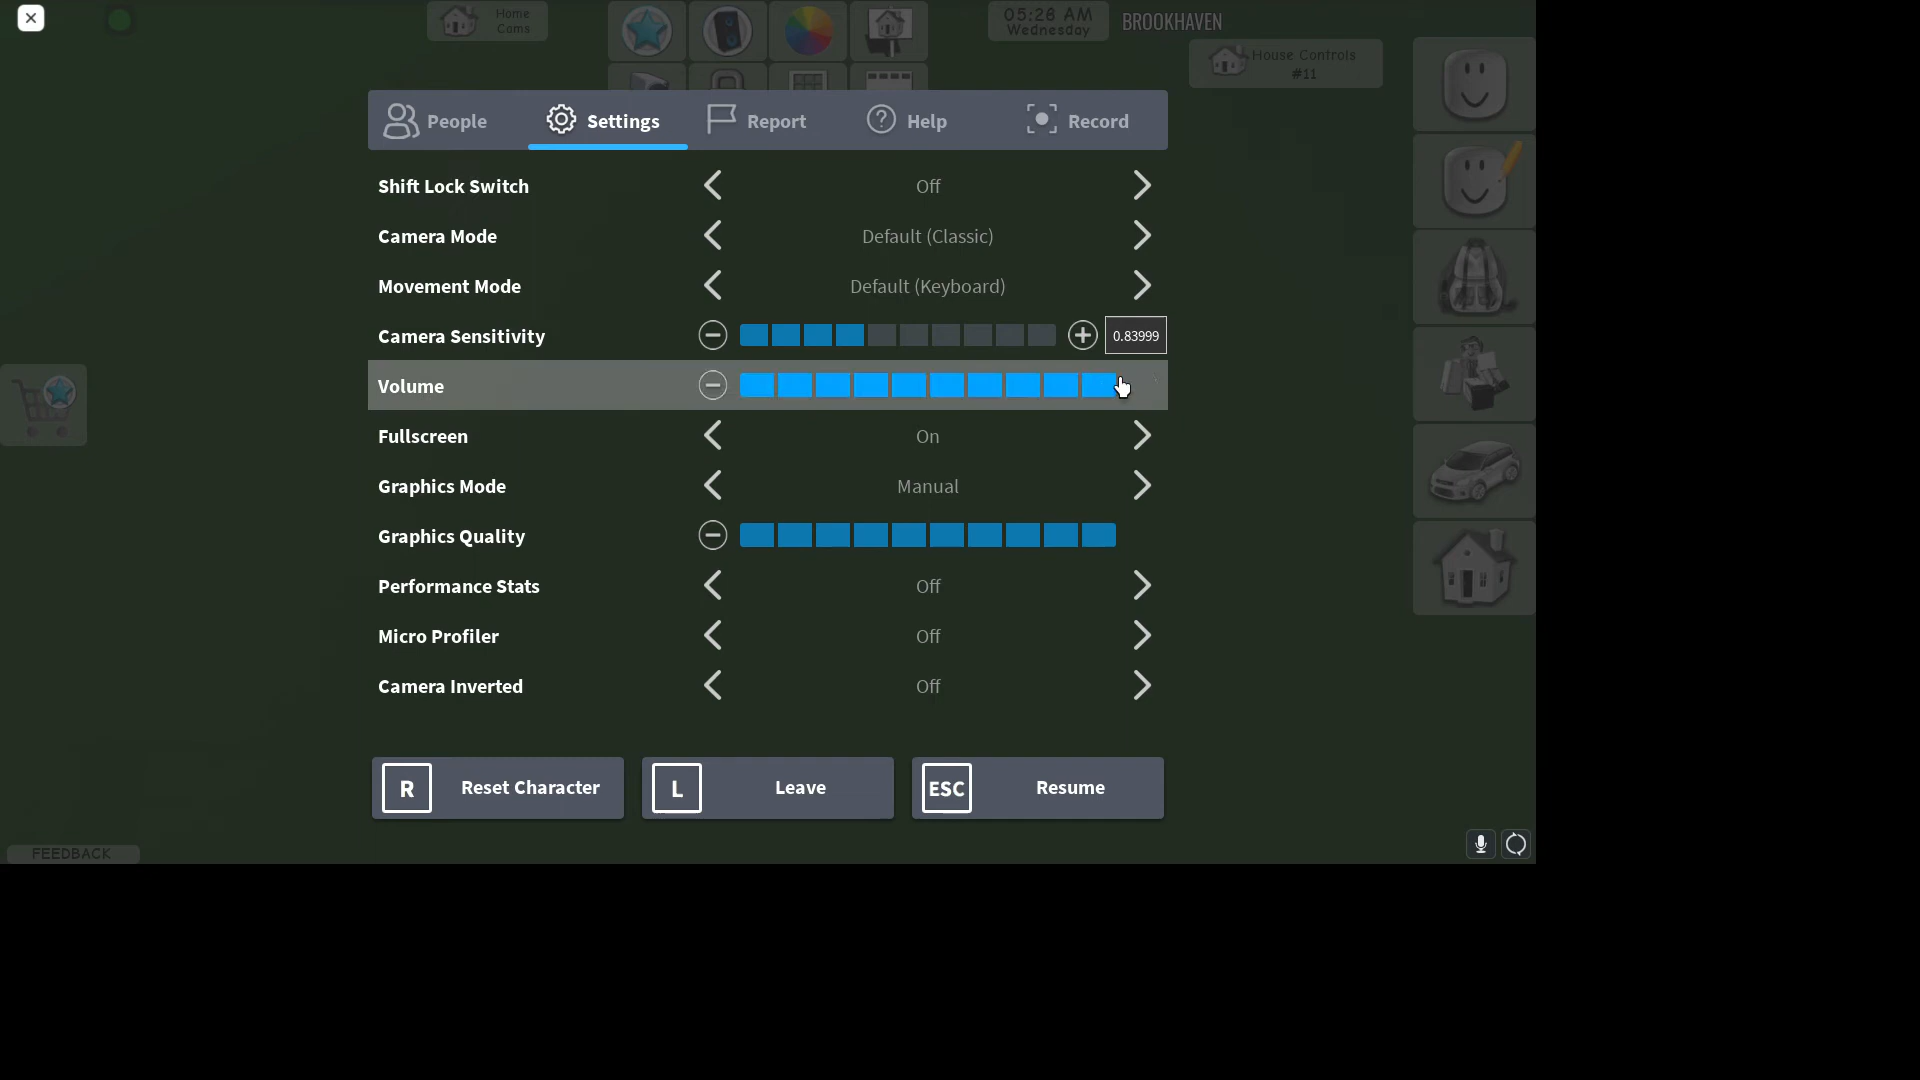 Home
Cams
05:28 AM
Wednesday
BROOKHAVEN
House Controls
#11
People
Settings
Report
Help
Record
Shift Lock Switch
Off
Camera Mode
Default (Classic)
Movement Mode
Default (Keyboard)
Camera Sensitivity
0.83999
Volume
Fullscreen
On
Graphics Mode
Manual
Graphics Quality
Performance Stats
Off
Micro Profiler
Off
Camera Inverted
Off
R Reset Character
L Leave
ESC Resume
FEEDBACK